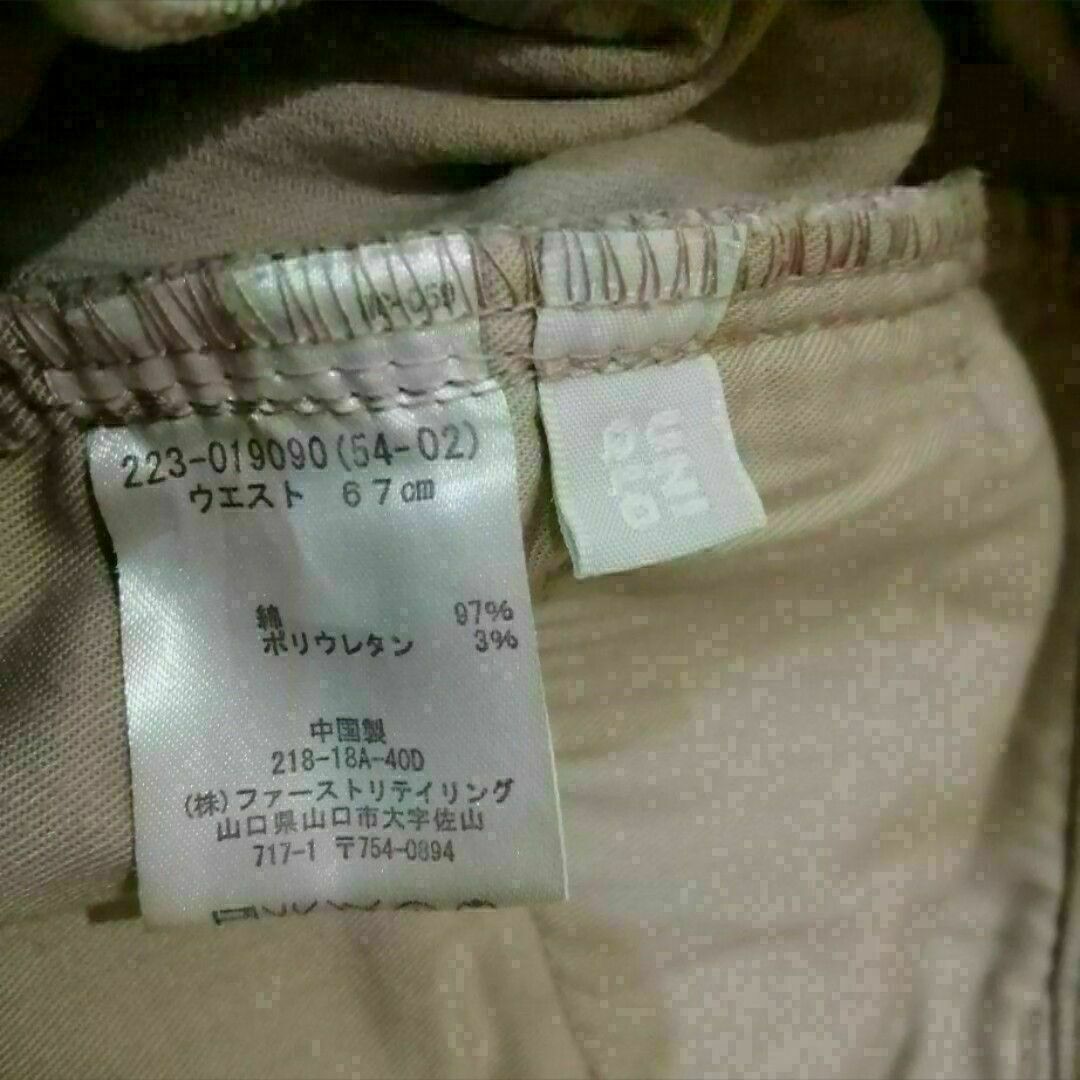 223-019090(54-02)
ウエスト 67cm
綿 97%
ポリウレタン 3%
中国製
218-18A-40D
(株)ファーストリテイリング
山口県山口市大字佐山
717-1 〒754-0894
UNI
QLO